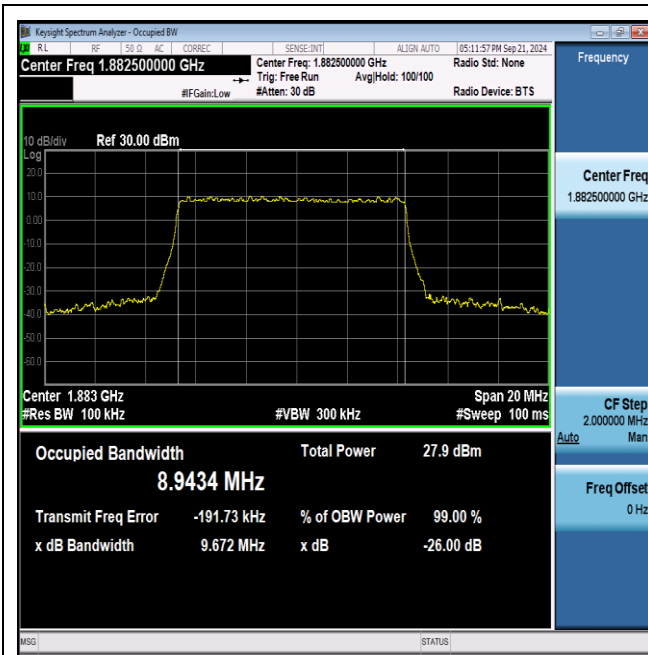 Keysight Spectrum Analyzer - Occupied BW
RL RF 50 Ω AC CORREC SENSE:INT ALIGN AUTO 05:11:57 PM Sep 21, 2024
Center Freq 1.882500000 GHz
Center Freq: 1.882500000 GHz Radio Std: None
Trig: Free Run Avg|Hold: 100/100
#IFGain:Low #Atten: 30 dB Radio Device: BTS
10 dB/div Ref 30.00 dBm
Log
20.0
10.0
0.00
-10.0
-20.0
-30.0
-40.0
-50.0
-60.0
Center 1.883 GHz Span 20 MHz
#Res BW 100 kHz #VBW 300 kHz #Sweep 100 ms
Occupied Bandwidth Total Power 27.9 dBm
8.9434 MHz
Transmit Freq Error -191.73 kHz % of OBW Power 99.00 %
x dB Bandwidth 9.672 MHz x dB -26.00 dB
MSG STATUS
Frequency
Center Freq
1.882500000 GHz
CF Step
2.000000 MHz
Auto Man
Freq Offset
0 Hz